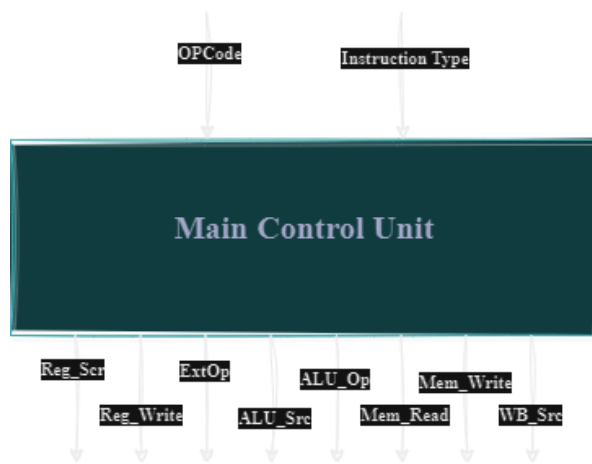 OPCode
Instruction Type
Main Control Unit
Reg_Scr
Reg_Write
ExtOp
ALU_Src
ALU_Op
Mem_Read
Mem_Write
WB_Src